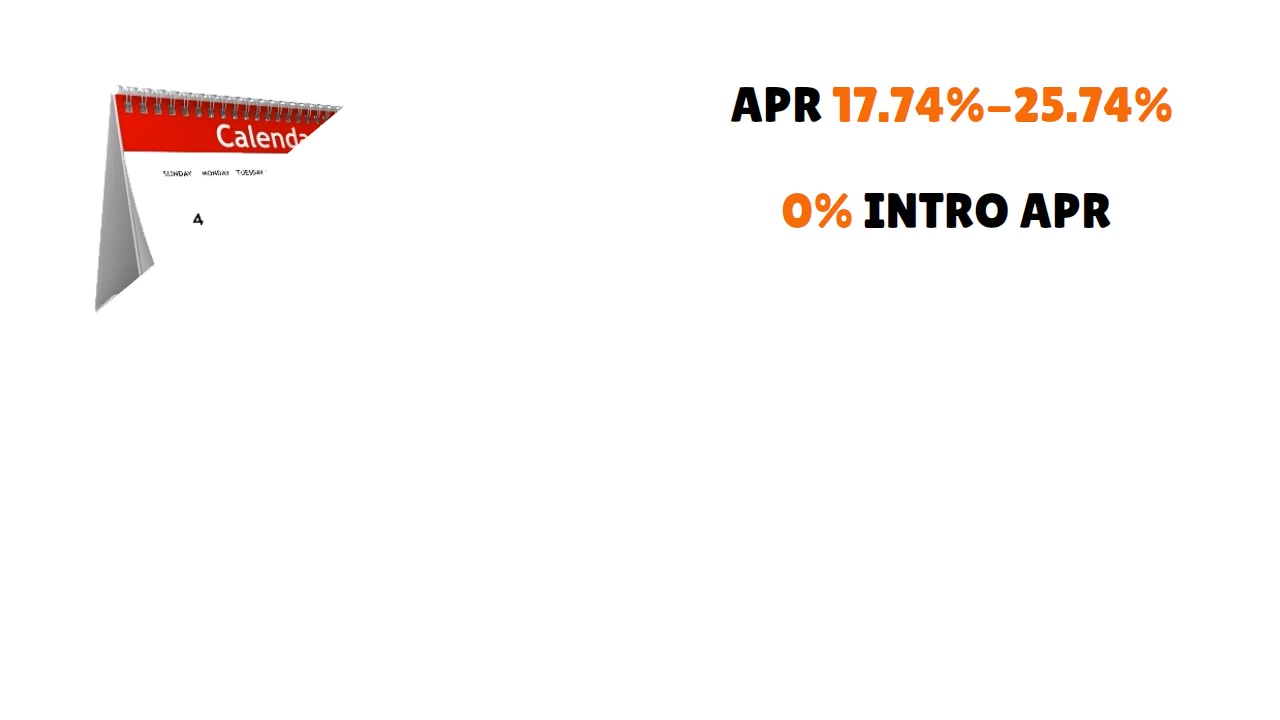 Calenda
SUNDAY MONDAY TUESDAY
4
APR 17.74%–25.74%
0% INTRO APR